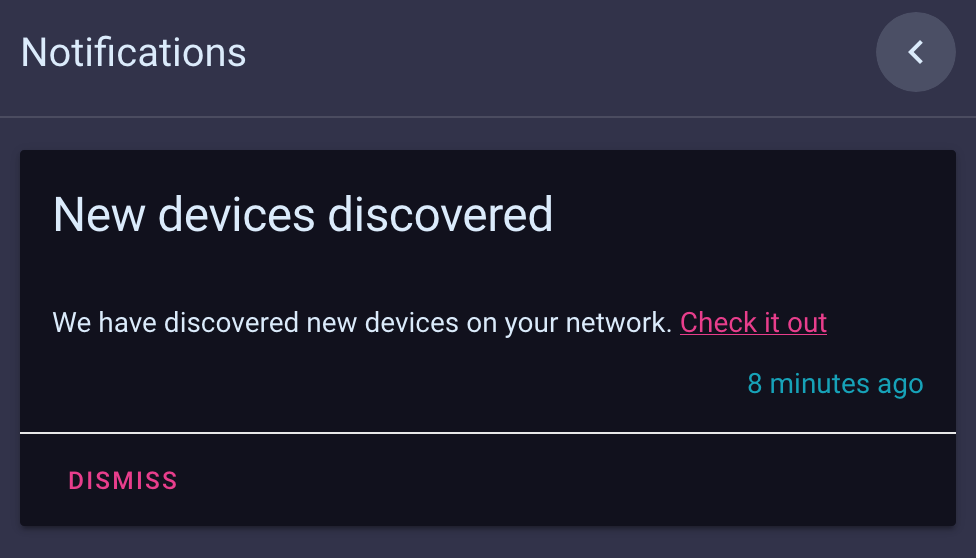 Notifications
New devices discovered
We have discovered new devices on your network. Check it out
8 minutes ago
DISMISS